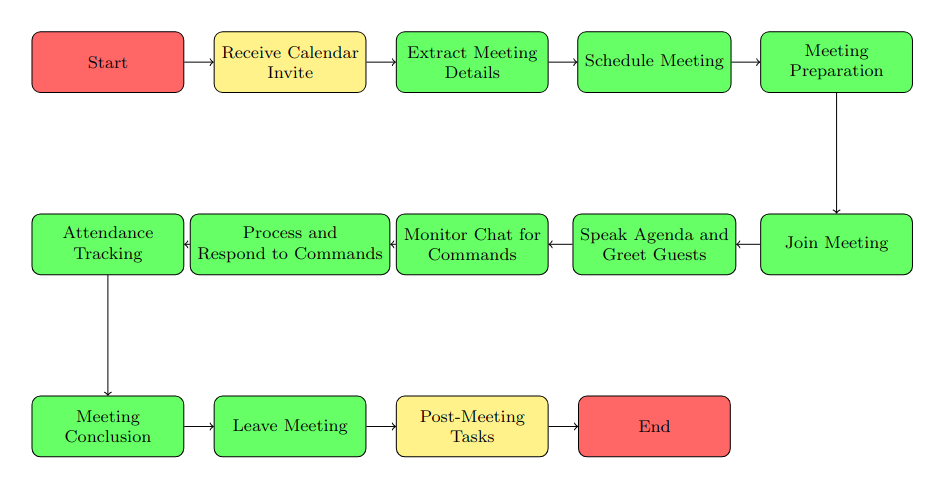 Start
Receive Calendar
Invite
Extract Meeting
Details
Schedule Meeting
Meeting
Preparation
Attendance
Tracking
Process and
Respond to Commands
Monitor Chat for
Commands
Speak Agenda and
Greet Guests
Join Meeting
Meeting
Conclusion
Leave Meeting
Post-Meeting
Tasks
End